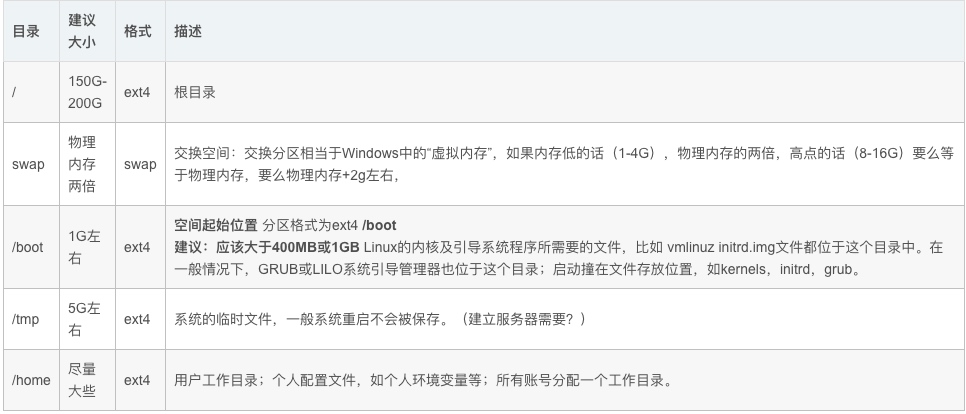 目录
建议
大小
格式
描述
/
150G-
200G
ext4
根目录
swap
物理
内存
两倍
swap
交换空间：交换分区相当于Windows中的“虚拟内存”，如果内存低的话（1-4G），物理内存的两倍，高点的话（8-16G）要么等
于物理内存，要么物理内存+2g左右，
/boot
1G左
右
ext4
空间起始位置 分区格式为ext4 /boot
建议：应该大于400MB或1GB Linux的内核及引导系统程序所需要的文件，比如 vmlinuz initrd.img文件都位于这个目录中。在
一般情况下，GRUB或LILO系统引导管理器也位于这个目录；启动撞在文件存放位置，如kernels，initrd，grub。
/tmp
5G左
右
ext4
系统的临时文件，一般系统重启不会被保存。（建立服务器需要？）
/home
尽量
大些
ext4
用户工作目录；个人配置文件，如个人环境变量等；所有账号分配一个工作目录。